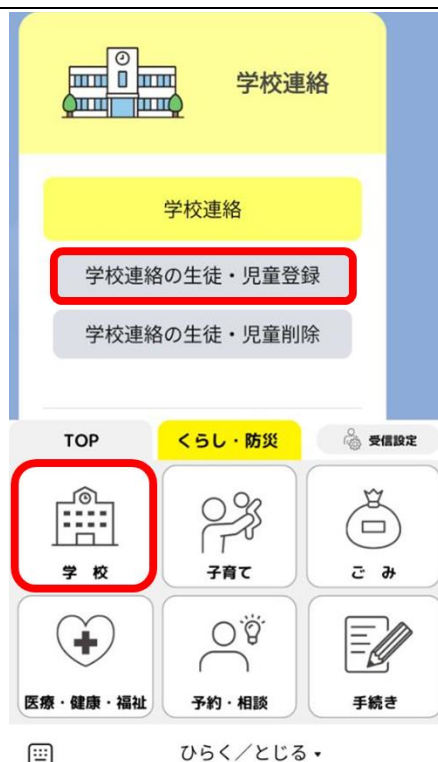 学校連絡
学校連絡
学校連絡の生徒・児童登録
学校連絡の生徒・児童削除
TOP
くらし・防災
受信設定
学 校
子育て
ご み
医療・健康・福祉
予約・相談
手続き
ひらく／とじる ▾